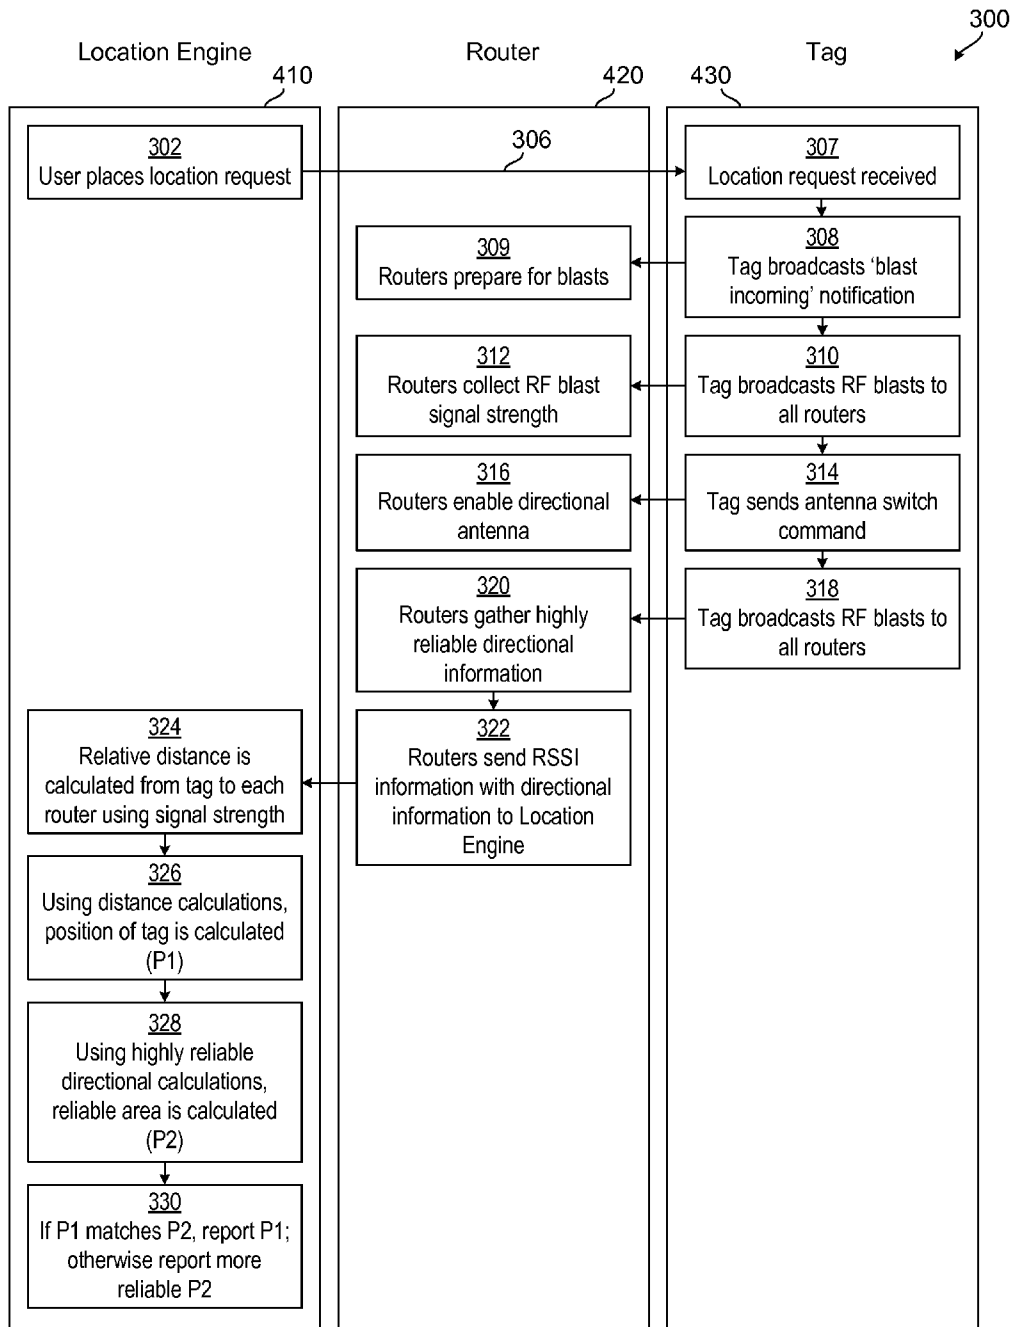 300
Location Engine
Router
Tag
410
420
430
302
User places location request
306
307
Location request received
308
Tag broadcasts ‘blast
incoming’ notification
309
Routers prepare for blasts
310
Tag broadcasts RF blasts to
all routers
312
Routers collect RF blast
signal strength
314
Tag sends antenna switch
command
316
Routers enable directional
antenna
318
Tag broadcasts RF blasts to
all routers
320
Routers gather highly
reliable directional
information
322
Routers send RSSI
information with directional
information to Location
Engine
324
Relative distance is
calculated from tag to each
router using signal strength
326
Using distance calculations,
position of tag is calculated
(P1)
328
Using highly reliable
directional calculations,
reliable area is calculated
(P2)
330
If P1 matches P2, report P1;
otherwise report more
reliable P2